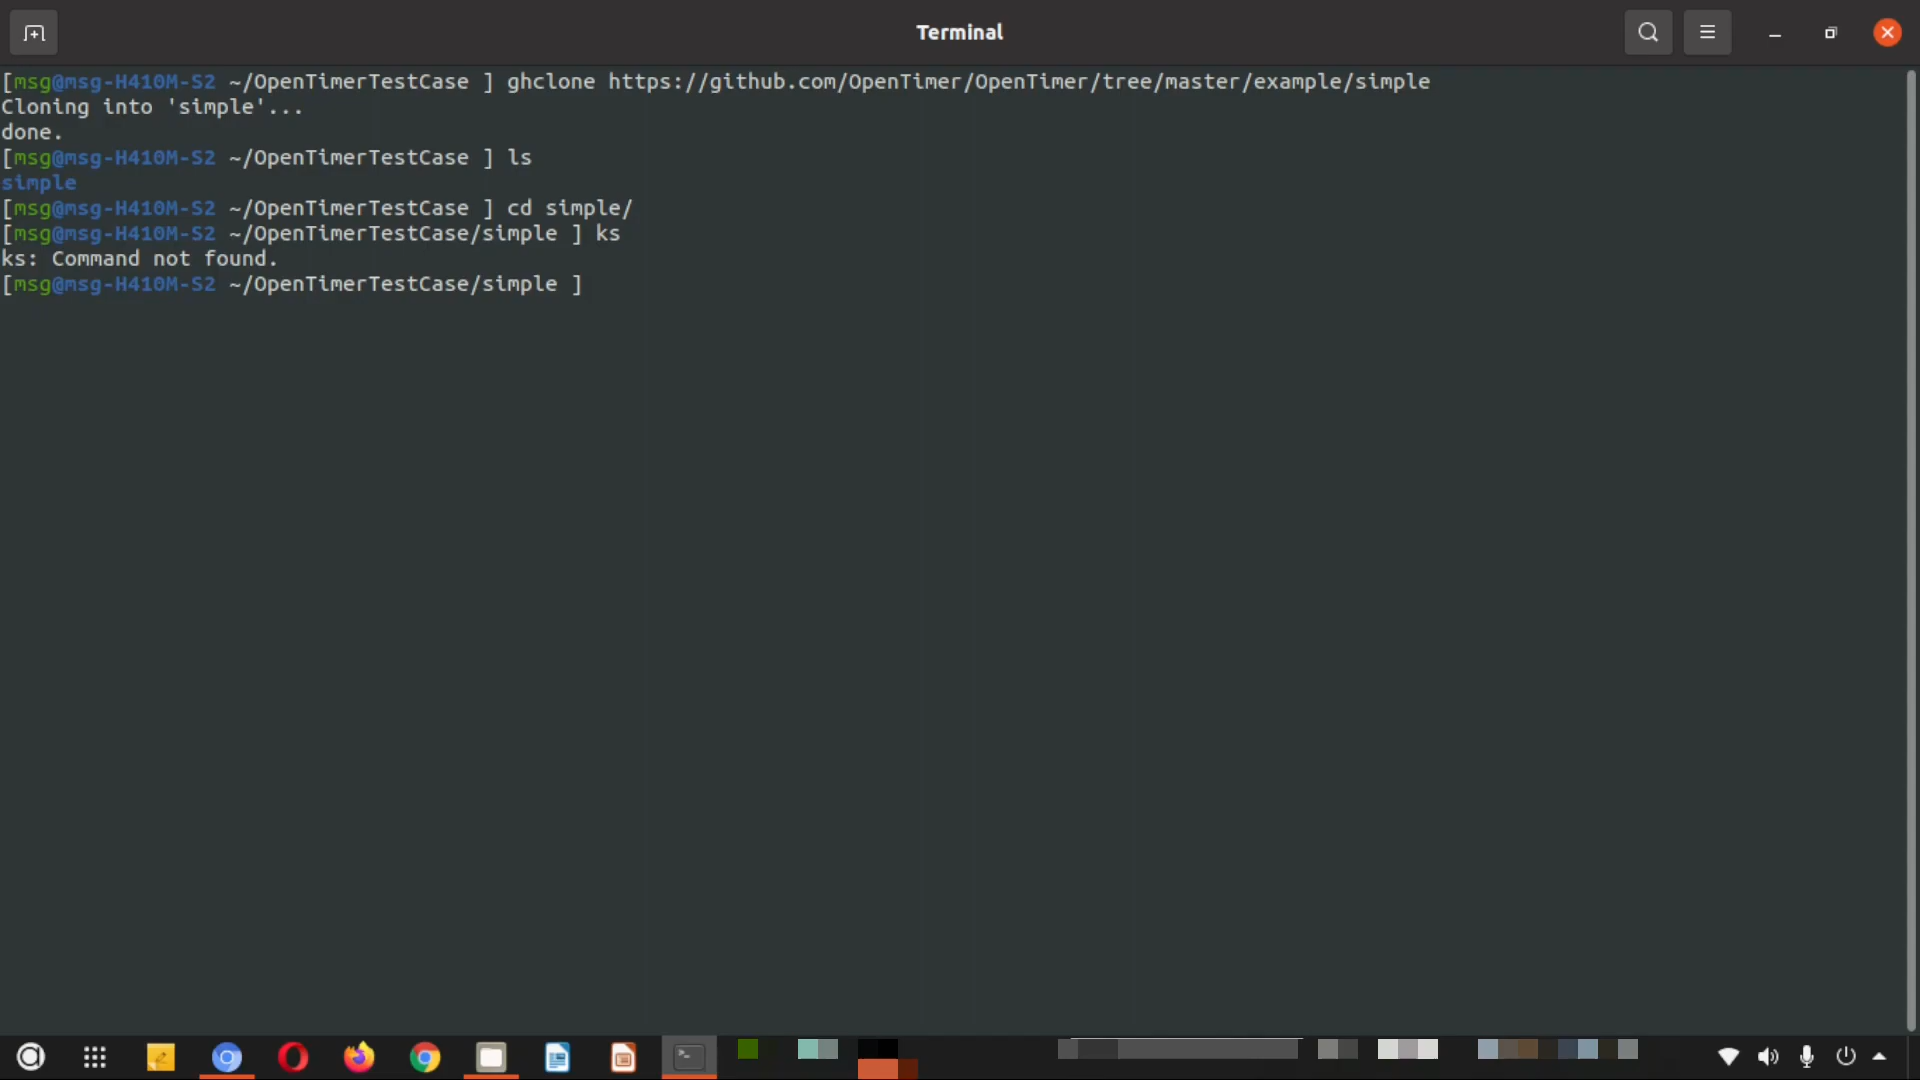 Terminal
[msg@msg-H410M-S2 ~/OpenTimerTestCase ] ghclone https://github.com/OpenTimer/OpenTimer/tree/master/example/simple
Cloning into 'simple'...
done.
[msg@msg-H410M-S2 ~/OpenTimerTestCase ] ls
simple
[msg@msg-H410M-S2 ~/OpenTimerTestCase ] cd simple/
[msg@msg-H410M-S2 ~/OpenTimerTestCase/simple ] ks
ks: Command not found.
[msg@msg-H410M-S2 ~/OpenTimerTestCase/simple ]